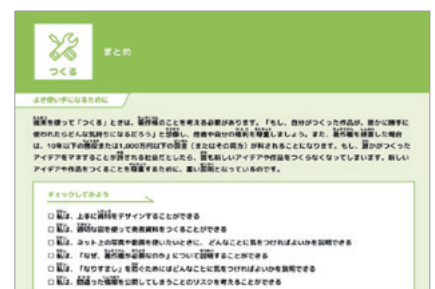 まとめ
つくる
よき使い手になるために
端末を使って「つくる」ときは、著作権のことを考える必要があります。「もし、自分がつくった作品が、誰かに勝手に
使われたらどんな気持ちになるだろう」と想像し、他者や自分の権利を尊重しましょう。また、著作権を侵害した場合
は、10年以下の懲役または1,000万円以下の罰金（またはその両方）が科されることになります。もし、誰かがつくった
アイデアをマネすることが許される社会だとしたら、誰も新しいアイデアや作品をつくらなくなってしまいます。新しい
アイデアや作品をつくることを尊重するために、重い罰則となっているのです。
チェックしてみよう
□ 私は、上手に資料をデザインすることができる
□ 私は、適切な図を使って発表資料をつくることができる
□ 私は、ネット上の写真や動画を使いたいときに、どんなことに気をつければよいかを説明できる
□ 私は、「なぜ、著作権が必要なのか」について説明することができる
□ 私は、「なりすまし」を防ぐためにはどんなことに気をつければよいかを説明できる
□ 私は、間違った情報を公開してしまうことのリスクを考えることができる